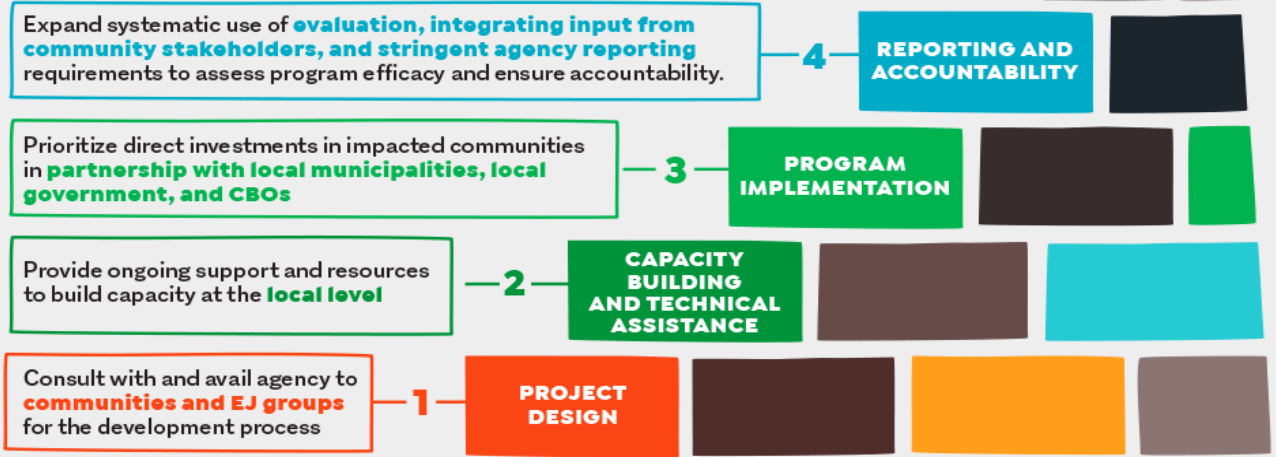 Expand systematic use of evaluation, integrating input from
community stakeholders, and stringent agency reporting
requirements to assess program efficacy and ensure accountability.
4
REPORTING AND
ACCOUNTABILITY
Prioritize direct investments in impacted communities
in partnership with local municipalities, local
government, and CBOs
3
PROGRAM
IMPLEMENTATION
Provide ongoing support and resources
to build capacity at the local level
2
CAPACITY
BUILDING
AND TECHNICAL
ASSISTANCE
Consult with and avail agency to
communities and EJ groups
for the development process
1
PROJECT
DESIGN